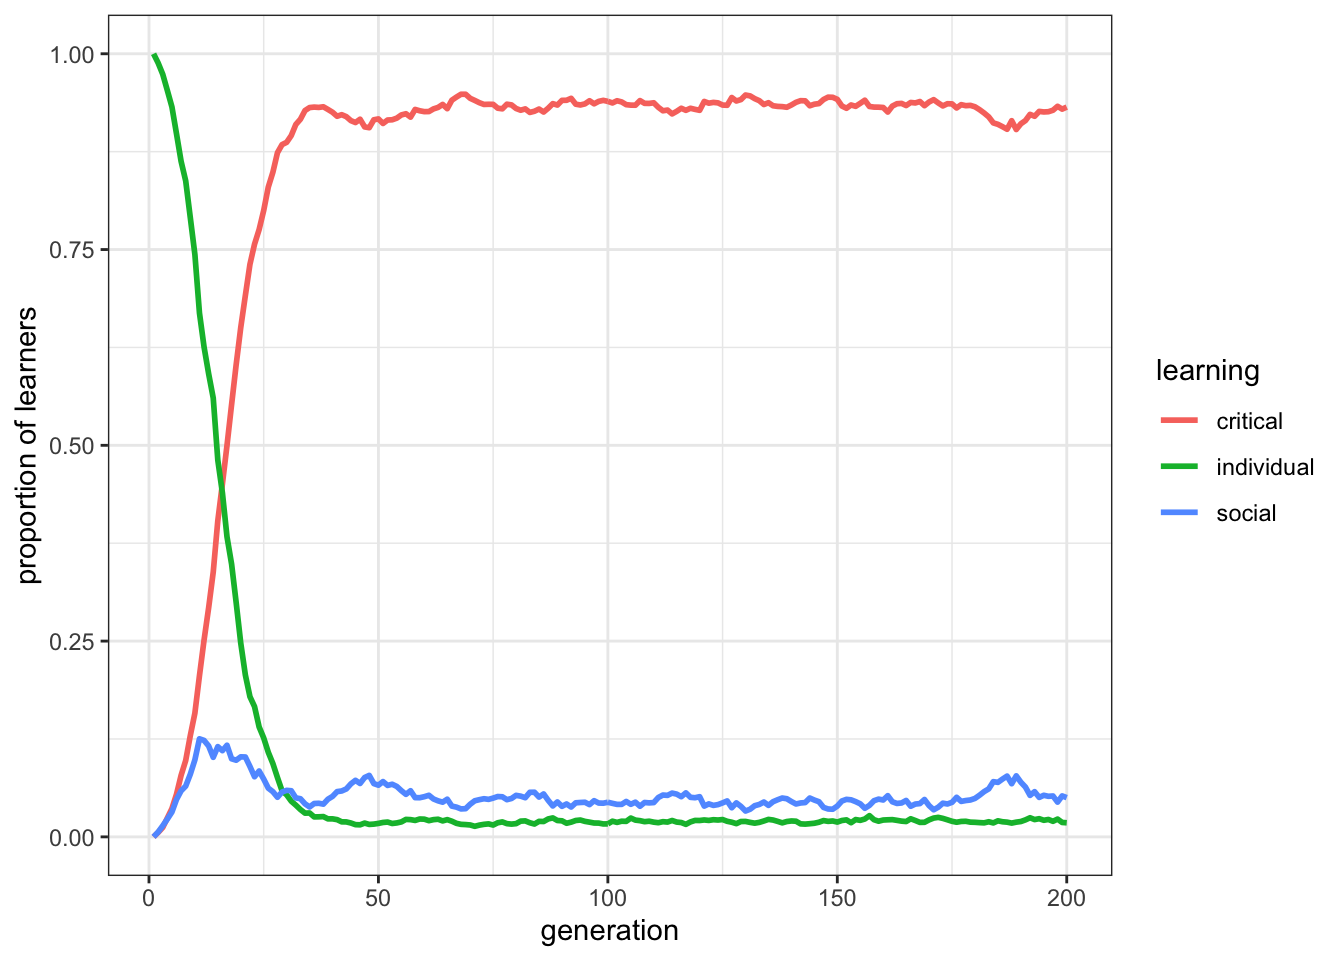 1.00
0.75
0.50
0.25
0.00
proportion of learners
0
50
100
150
200
generation
learning
critical
individual
social